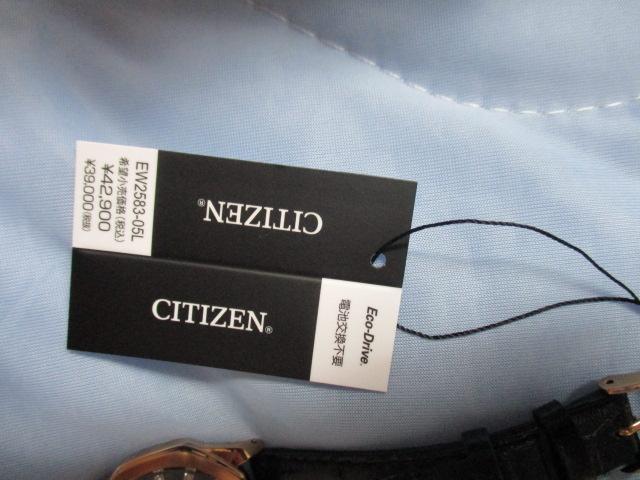 EW2583-05L
希望小売価格(税込)
¥42,900
¥39,000(税抜)
CITIZEN®
CITIZEN®
Eco-Drive®
電池交換不要